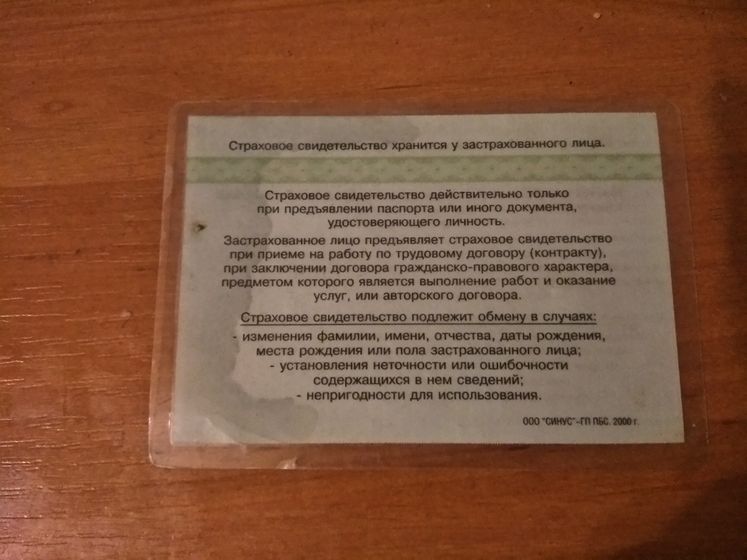 Страховое свидетельство хранится у застрахованного лица.
Страховое свидетельство действительно только
при предъявлении паспорта или иного документа,
удостоверяющего личность.
Застрахованное лицо предъявляет страховое свидетельство
при приеме на работу по трудовому договору (контракту),
при заключении договора гражданско-правового характера,
предметом которого является выполнение работ и оказание
услуг, или авторского договора.
Страховое свидетельство подлежит обмену в случаях:
- изменения фамилии, имени, отчества, даты рождения,
места рождения или пола застрахованного лица;
- установления неточности или ошибочности
содержащихся в нем сведений;
- непригодности для использования.
ООО "СИНУС"-ГП ПБС. 2000 г.